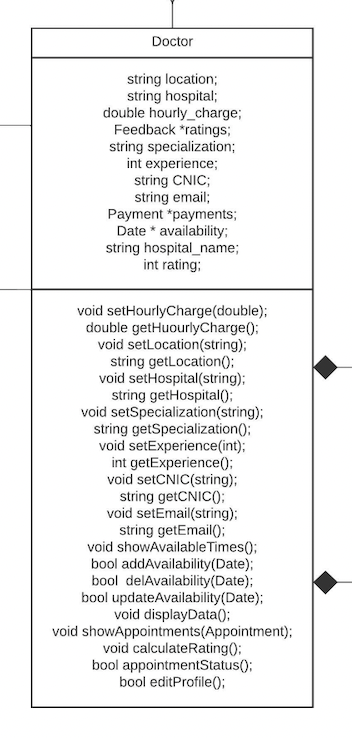 Doctor
string location;
string hospital;
double hourly_charge;
Feedback *ratings;
string specialization;
int experience;
string CNIC;
string email;
Payment *payments;
Date * availability;
string hospital_name;
int rating;
void setHourlyCharge(double);
double getHuourlyCharge();
void setLocation(string);
string getLocation();
void setHospital(string);
string getHospital();
void setSpecialization(string);
string getSpecialization();
void setExperience(int);
int getExperience();
void setCNIC(string);
string getCNIC();
void setEmail(string);
string getEmail();
void showAvailableTimes();
bool addAvailability(Date);
bool  delAvailability(Date);
bool updateAvailability(Date);
void displayData();
void showAppointments(Appointment);
void calculateRating();
bool appointmentStatus();
bool editProfile();